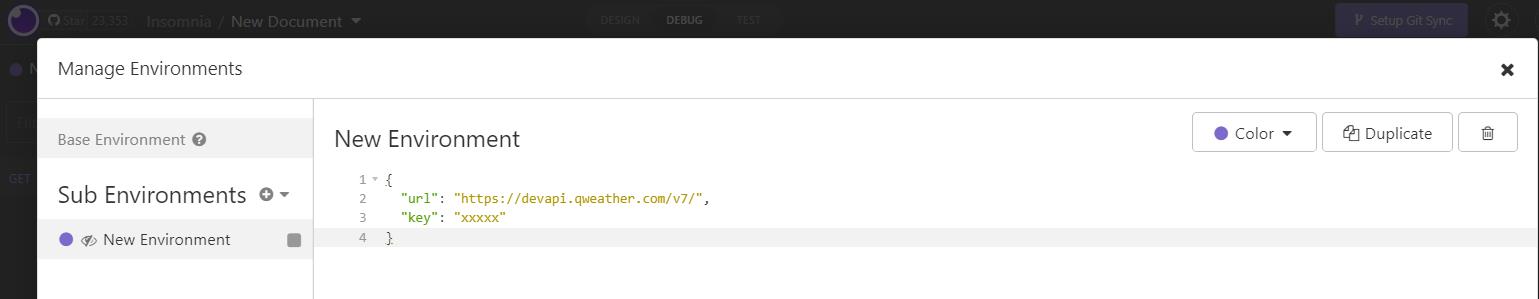 Star 23,353 Insomnia / New Document DESIGN DEBUG TEST Setup Git Sync
Manage Environments
Base Environment
New Environment
Color
Duplicate
Sub Environments
New Environment
1 {
2 "url": "https://devapi.qweather.com/v7/",
3 "key": "xxxxx"
4 }
GET